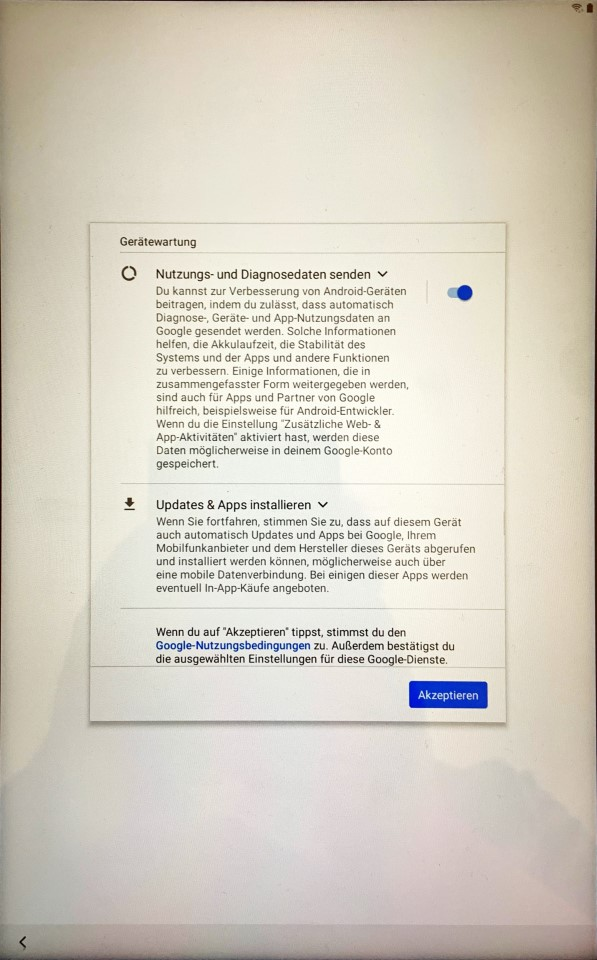 Gerätewartung
Nutzungs- und Diagnosedaten senden
Du kannst zur Verbesserung von Android-Geräten
beitragen, indem du zulässt, dass automatisch
Diagnose-, Geräte- und App-Nutzungsdaten an
Google gesendet werden. Solche Informationen
helfen, die Akkulaufzeit, die Stabilität des
Systems und der Apps und andere Funktionen
zu verbessern. Einige Informationen, die in
zusammengefasster Form weitergegeben werden,
sind auch für Apps und Partner von Google
hilfreich, beispielsweise für Android-Entwickler.
Wenn du die Einstellung "Zusätzliche Web- &
App-Aktivitäten" aktiviert hast, werden diese
Daten möglicherweise in deinem Google-Konto
gespeichert.
Updates & Apps installieren
Wenn Sie fortfahren, stimmen Sie zu, dass auf diesem Gerät
auch automatisch Updates und Apps bei Google, Ihrem
Mobilfunkanbieter und dem Hersteller dieses Geräts abgerufen
und installiert werden können, möglicherweise auch über
eine mobile Datenverbindung. Bei einigen dieser Apps werden
eventuell In-App-Käufe angeboten.
Wenn du auf "Akzeptieren" tippst, stimmst du den
Google-Nutzungsbedingungen zu. Außerdem bestätigst du
die ausgewählten Einstellungen für diese Google-Dienste.
Akzeptieren